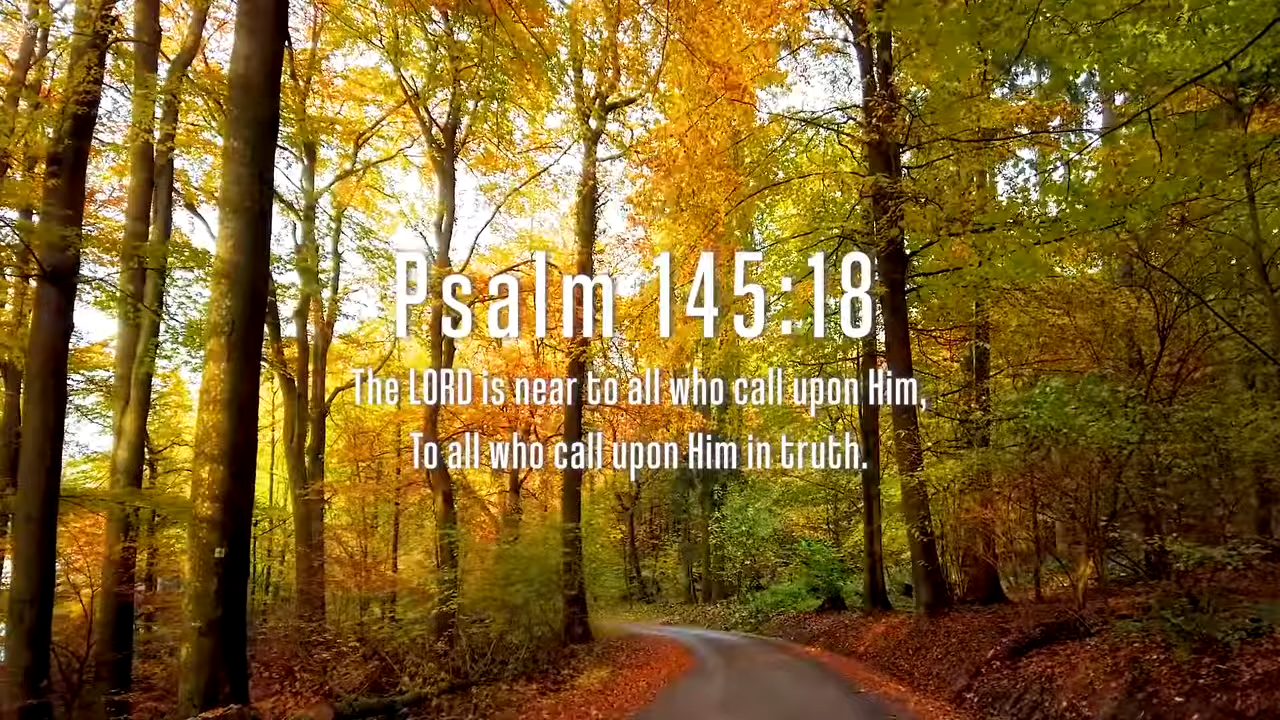 Psalm 145:18
The LORD is near to all who call upon Him,
To all who call upon Him in truth.